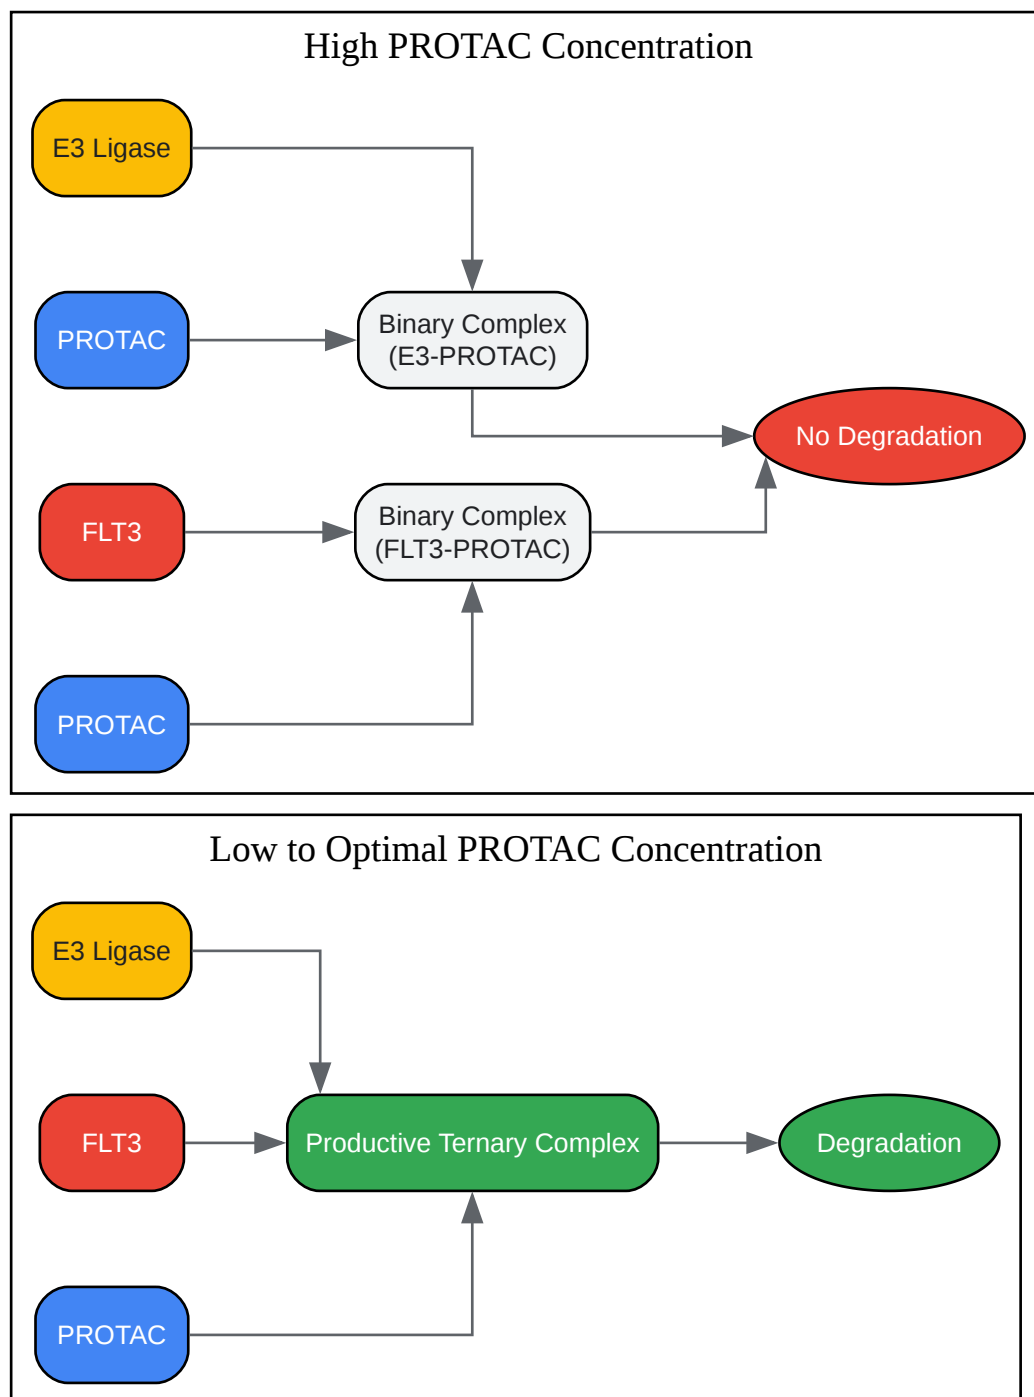 High PROTAC Concentration
E3 Ligase
PROTAC
Binary Complex
(E3-PROTAC)
No Degradation
FLT3
Binary Complex
(FLT3-PROTAC)
PROTAC
Low to Optimal PROTAC Concentration
E3 Ligase
FLT3
Productive Ternary Complex
Degradation
PROTAC